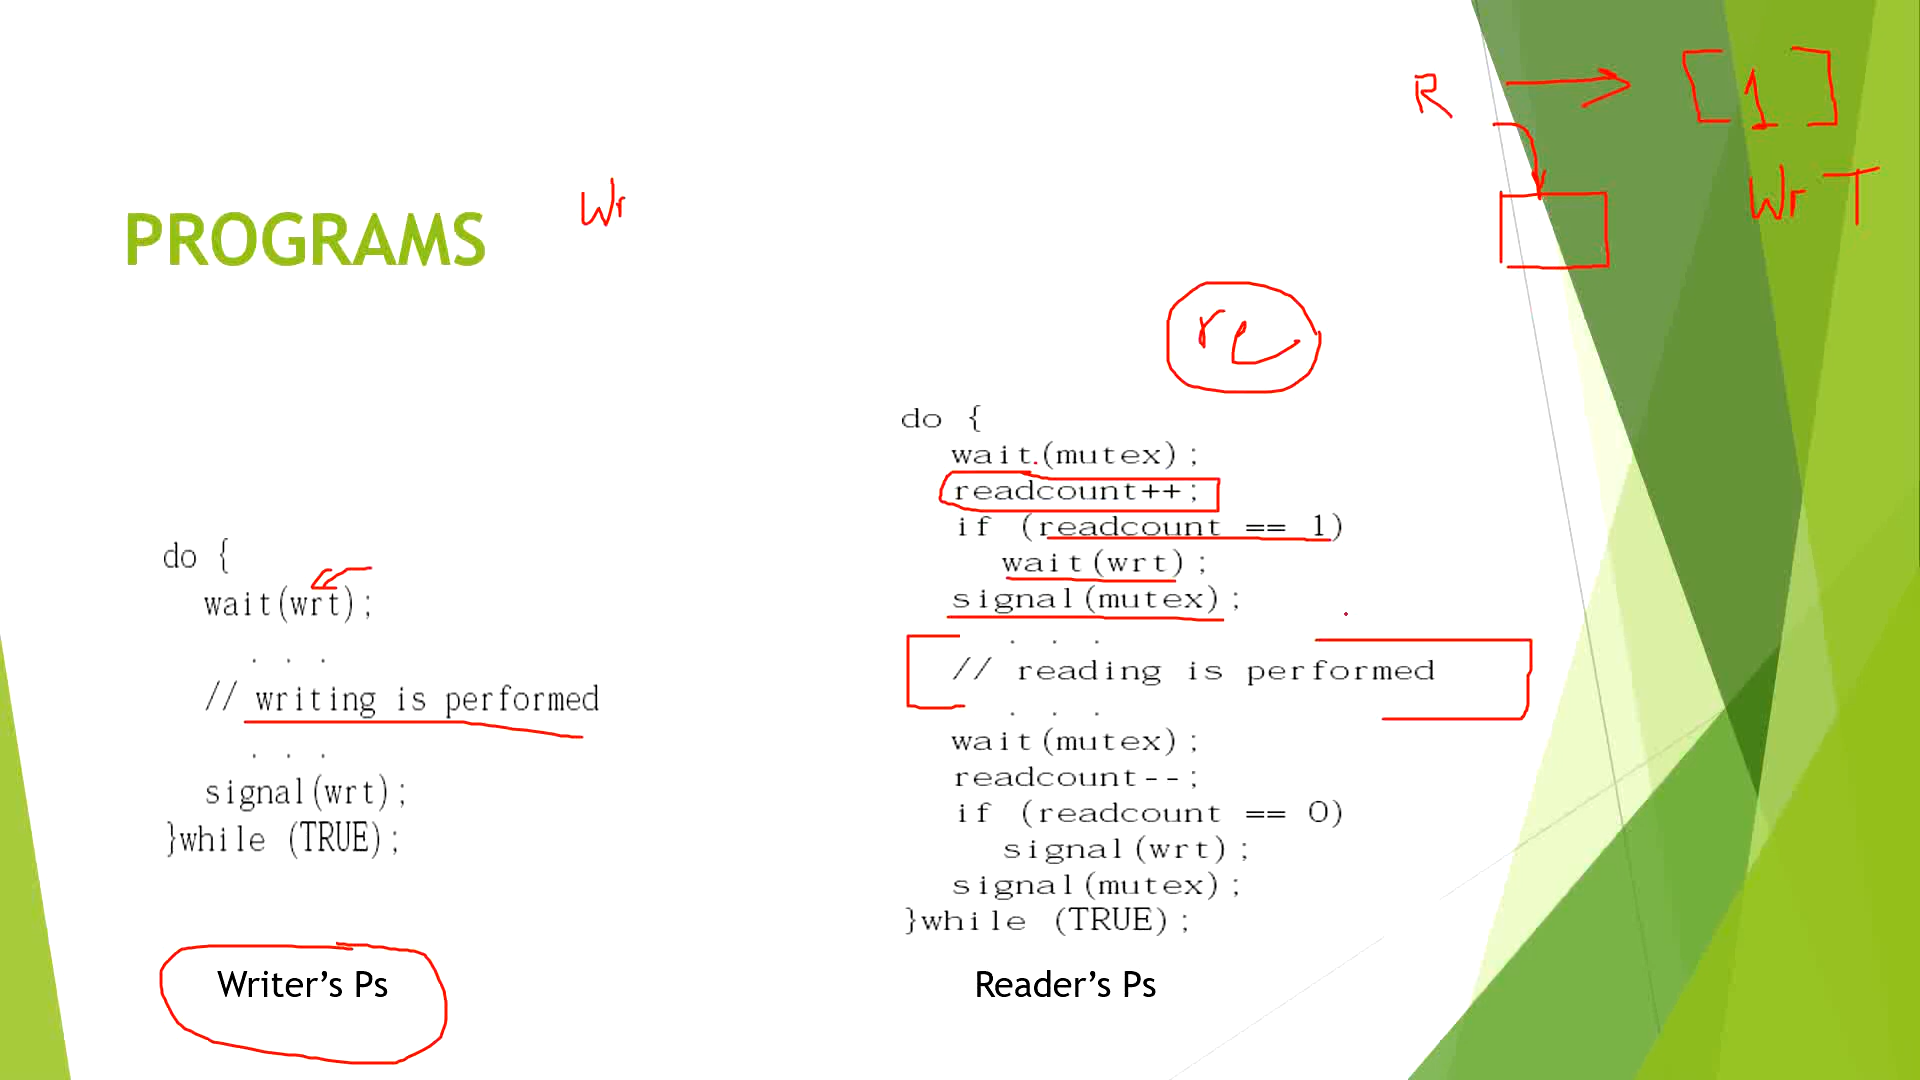 R → [1]
WrT
Wr
PROGRAMS
do {
wait(wrt);
. . .
// writing is performed
. . .
signal(wrt);
}while (TRUE);
Writer’s Ps
do {
wait(mutex);
readcount++;
if (readcount == 1)
wait(wrt);
signal(mutex);
. . .
// reading is performed
. . .
wait(mutex);
readcount--;
if (readcount == 0)
signal(wrt);
signal(mutex);
}while (TRUE);
Reader’s Ps